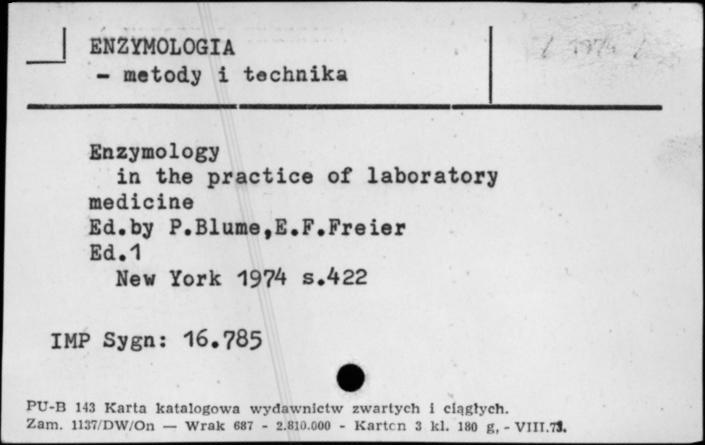 ENZYMOLOGIA
- metody i technika
/ 1974 /
Enzymology
in the practice of laboratory
medicine
Ed.by P.Blume,E.F.Freier
Ed.1
New York 1974 s.422
IMP Sygn: 16.785
PU-B 143 Karta katalogowa wydawnictw zwartych i ciągłych.
Zam. 1137/DW/On — Wrak 687 - 2.810.000 - Karton 3 kl. 180 g, - VIII.73.